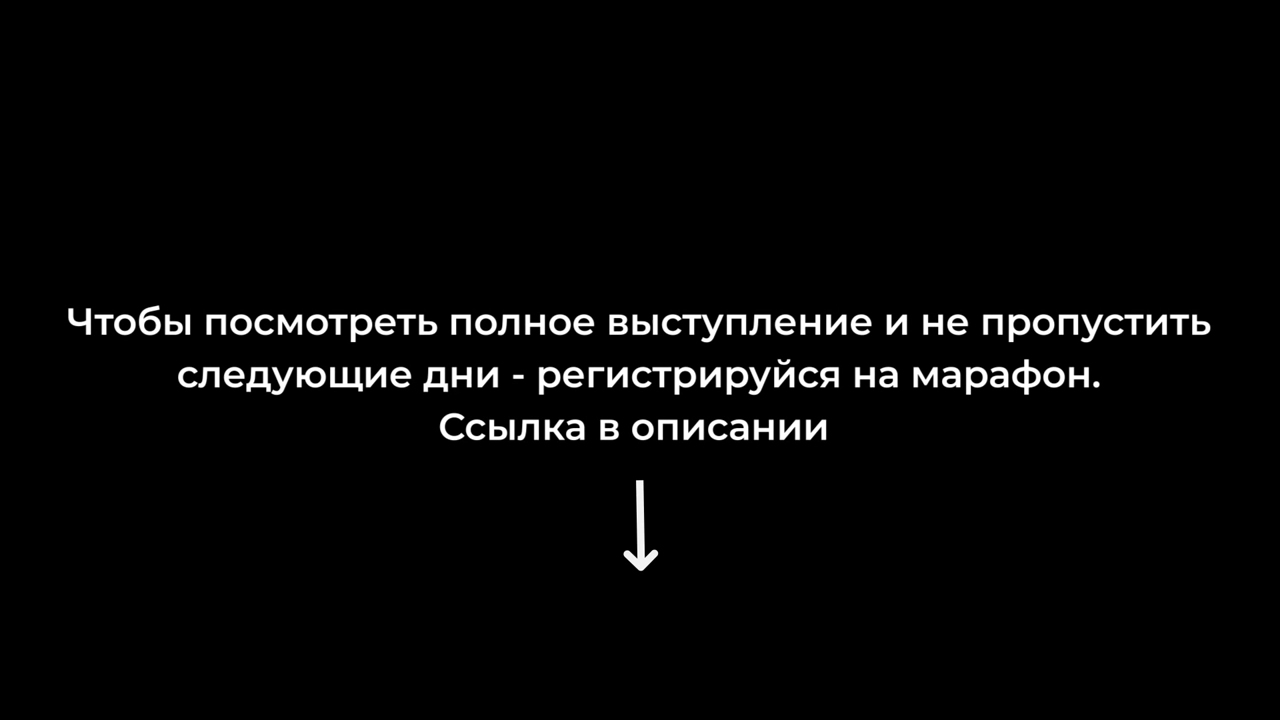 Чтобы посмотреть полное выступление и не пропустить
следующие дни - регистрируйся на марафон.
Ссылка в описании